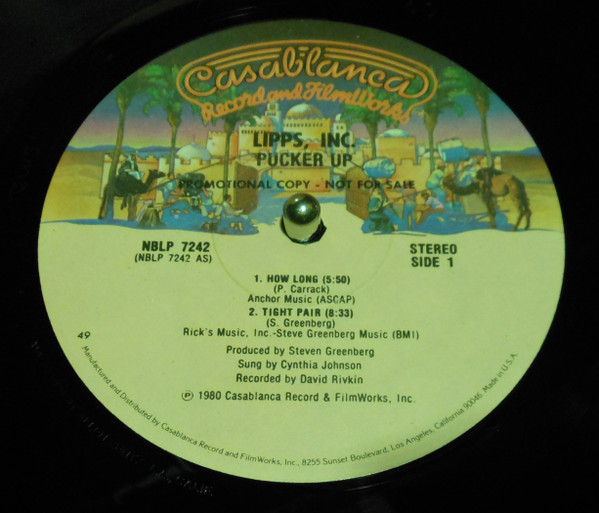 Casablanca
Record and FilmWorks
LIPPS, INC.
PUCKER UP
PROMOTIONAL COPY - NOT FOR SALE
NBLP 7242
(NBLP 7242 AS)
STEREO
SIDE 1
1. HOW LONG (5:50)
(P. Carrack)
Anchor Music (ASCAP)
2. TIGHT PAIR (8:33)
(S. Greenberg)
Rick's Music, Inc.-Steve Greenberg Music (BMI)
49
Produced by Steven Greenberg
Sung by Cynthia Johnson
Recorded by David Rivkin
℗ 1980 Casablanca Record & FilmWorks, Inc.
Manufactured and Distributed by Casablanca Record and FilmWorks, Inc., 8255 Sunset Boulevard, Los Angeles, California 90046. Made in U.S.A.